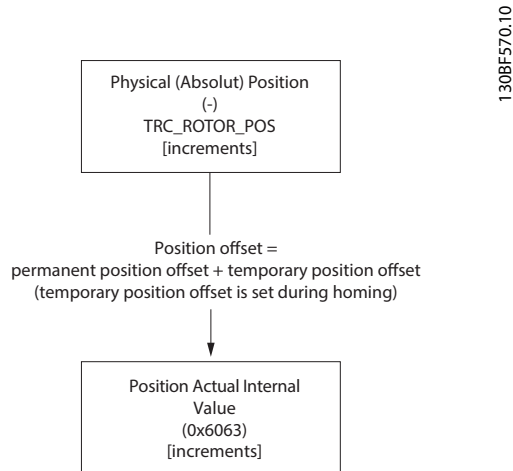 Physical (Absolut) Position
(-)
TRC_ROTOR_POS
[increments]
Position offset =
permanent position offset + temporary position offset
(temporary position offset is set during homing)
Position Actual Internal
Value
(0x6063)
[increments]
130BF570.10